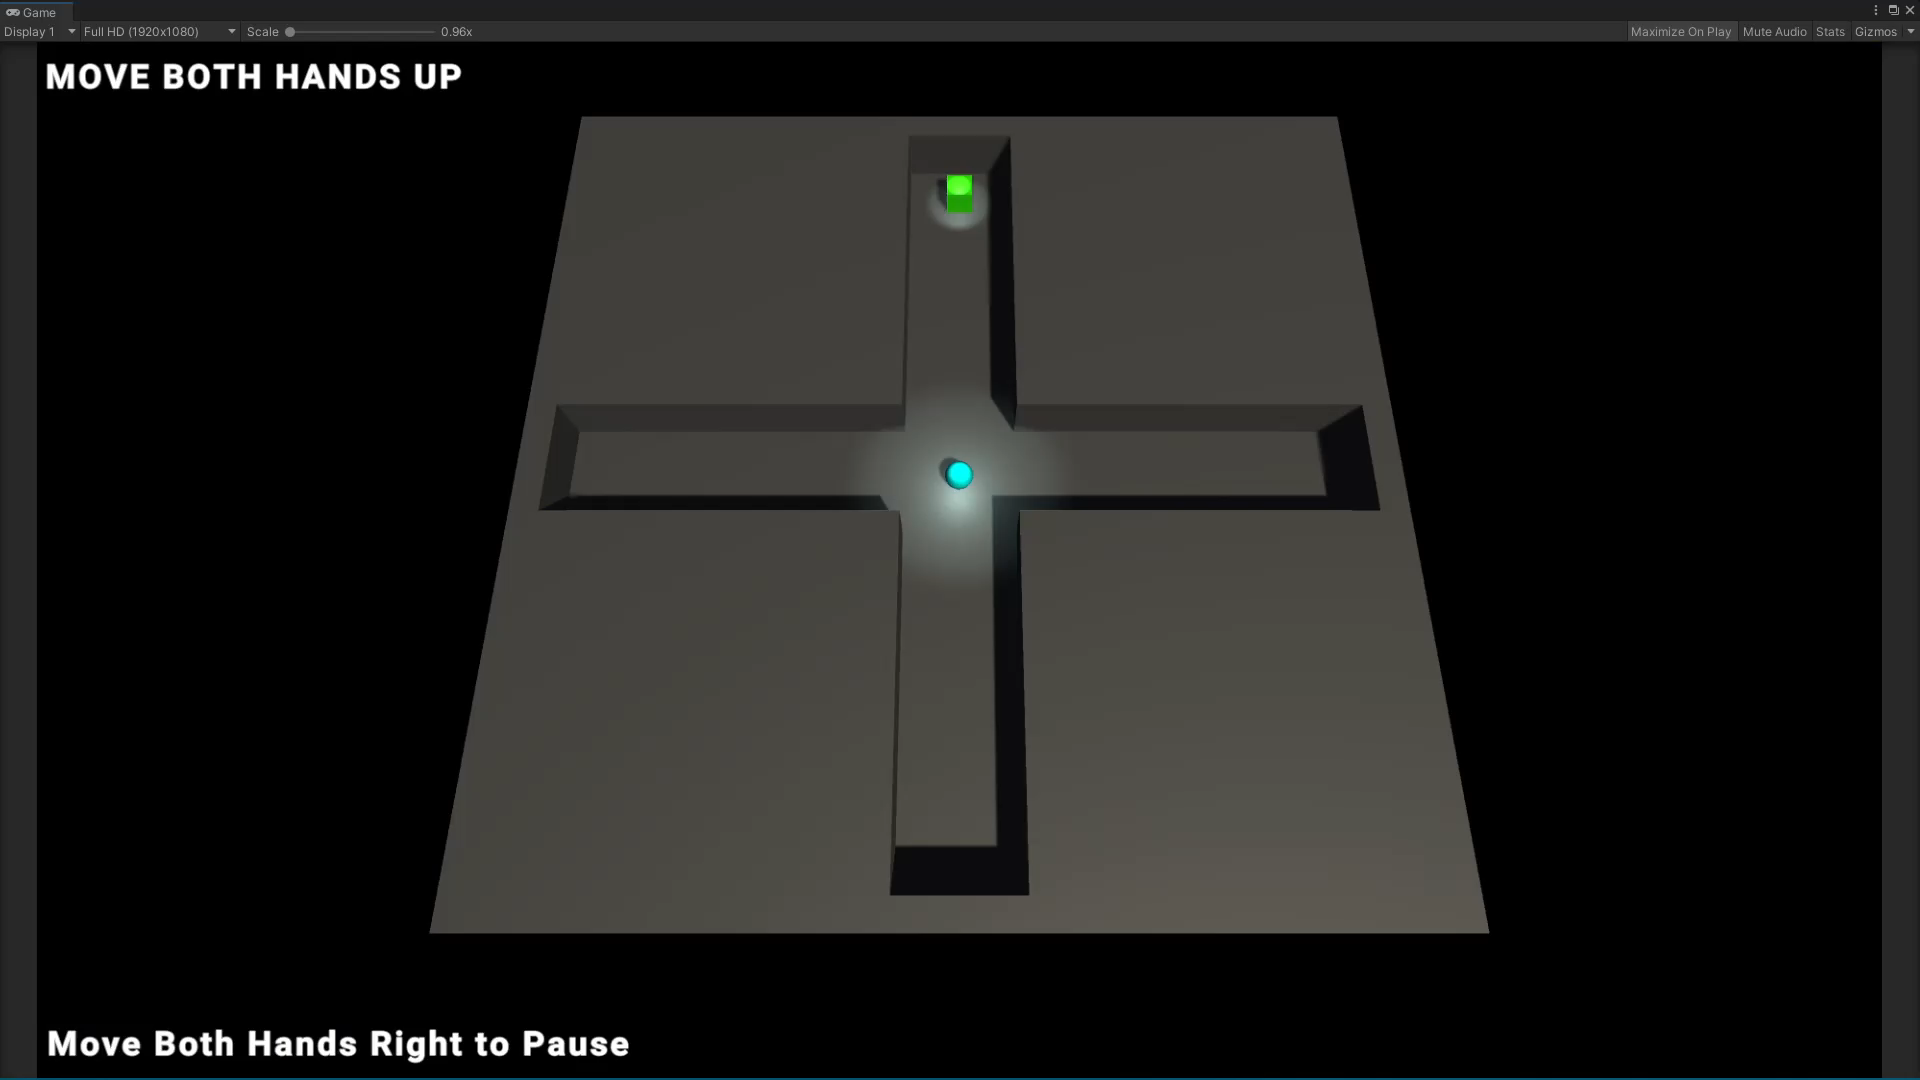 Game
Display 1 Full HD (1920x1080) Scale 0.96x Maximize On Play Mute Audio Stats Gizmos
MOVE BOTH HANDS UP
Move Both Hands Right to Pause